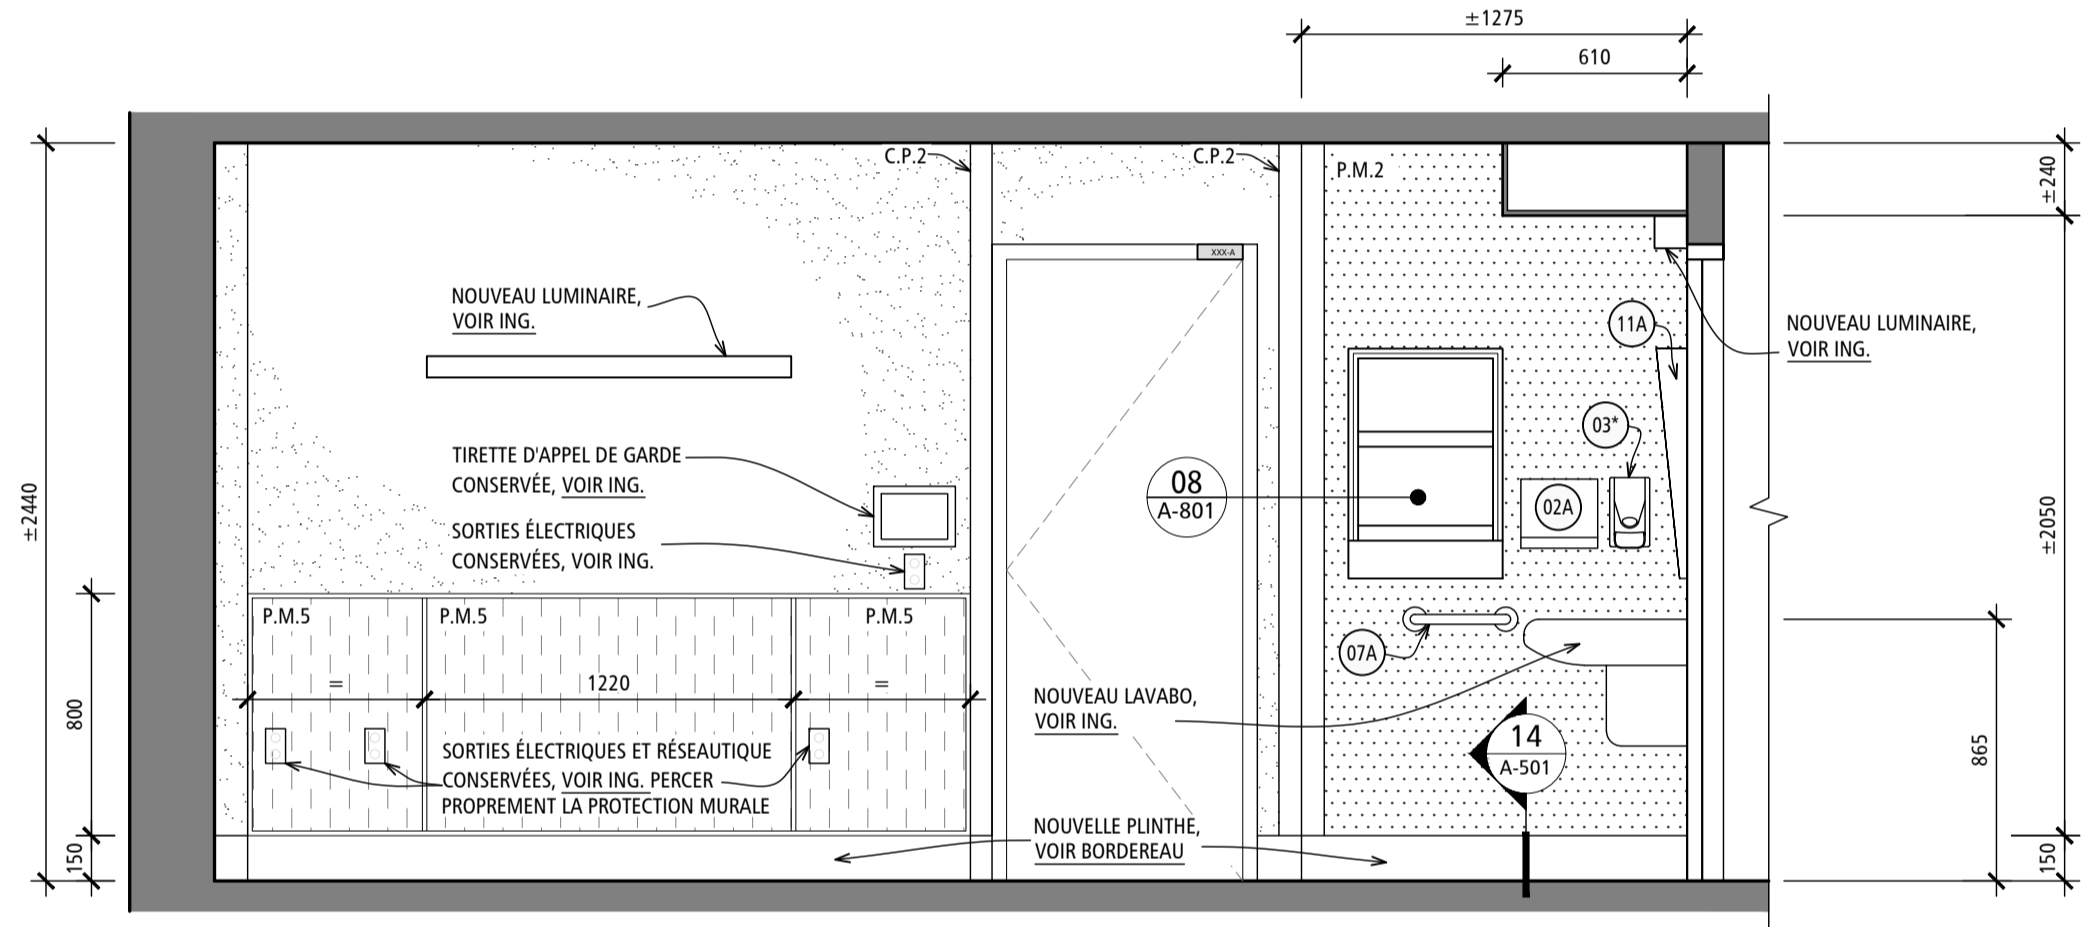 ±1275
610
C.P.2
C.P.2
P.M.2
±240
XXX-A
NOUVEAU LUMINAIRE,
VOIR ING.
11A
NOUVEAU LUMINAIRE,
VOIR ING.
03*
TIRETTE D'APPEL DE GARDE
CONSERVÉE, VOIR ING.
08
A-801
02A
±2440
±2050
SORTIES ÉLECTRIQUES
CONSERVÉES, VOIR ING.
P.M.5
P.M.5
P.M.5
07A
=
1220
=
NOUVEAU LAVABO,
VOIR ING.
800
14
A-501
865
SORTIES ÉLECTRIQUES ET RÉSEAUTIQUE
CONSERVÉES, VOIR ING. PERCER
PROPREMENT LA PROTECTION MURALE
NOUVELLE PLINTHE,
VOIR BORDEREAU
150
150